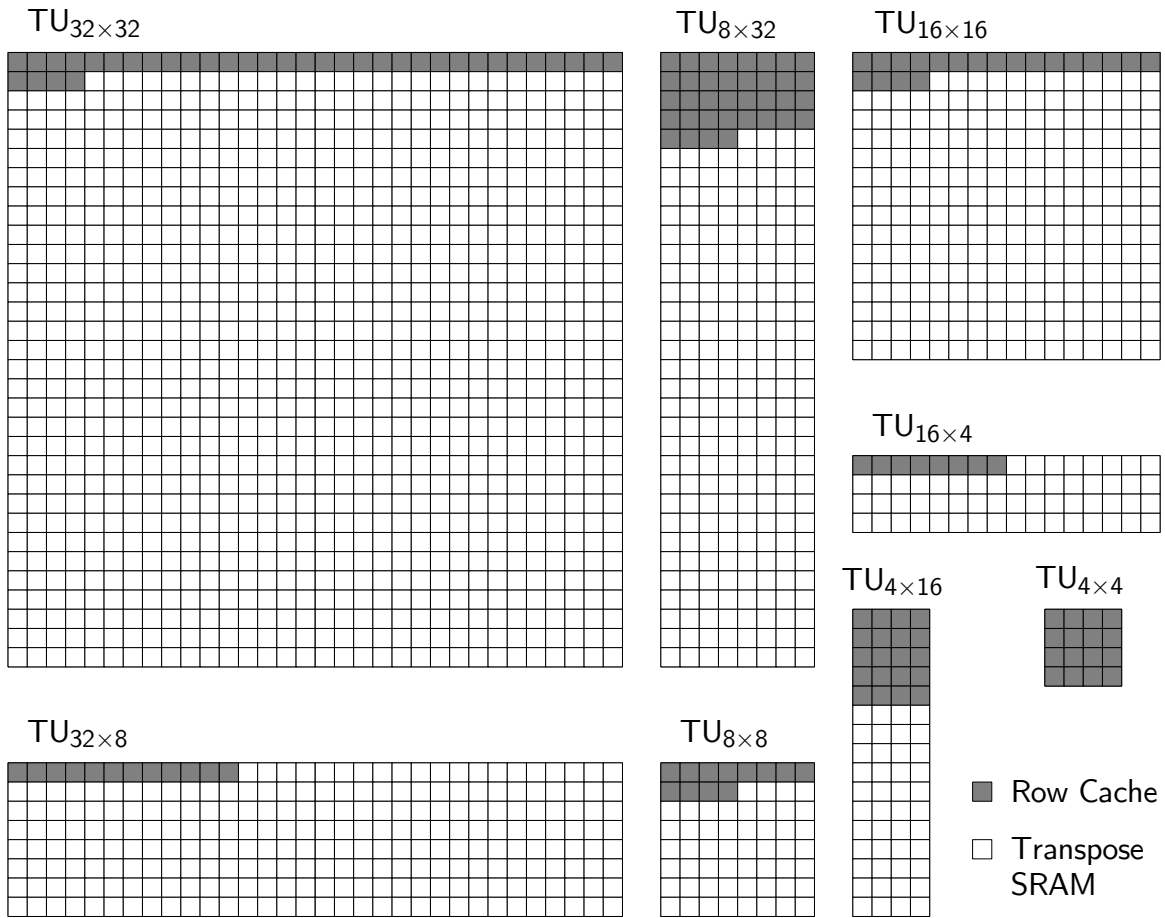 TU32×32
TU8×32
TU16×16
TU16×4
TU4×16
TU4×4
TU32×8
TU8×8
Row Cache
Transpose
SRAM